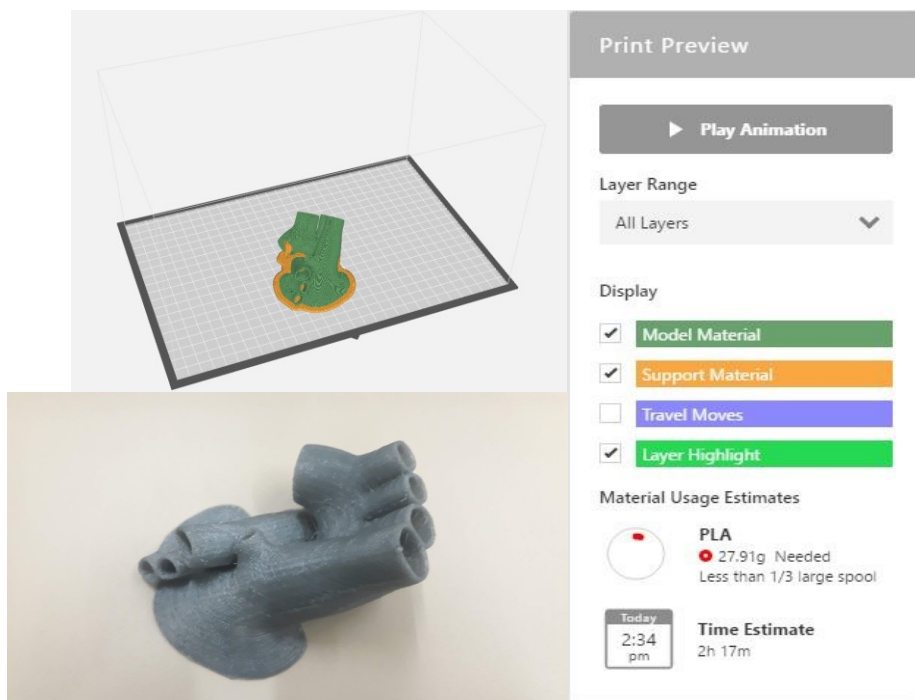 Print Preview
Play Animation
Layer Range
All Layers
Display
Model Material
Support Material
Travel Moves
Layer Highlight
Material Usage Estimates
PLA
27.91g Needed
Less than 1/3 large spool
Today
2:34
pm
Time Estimate
2h 17m